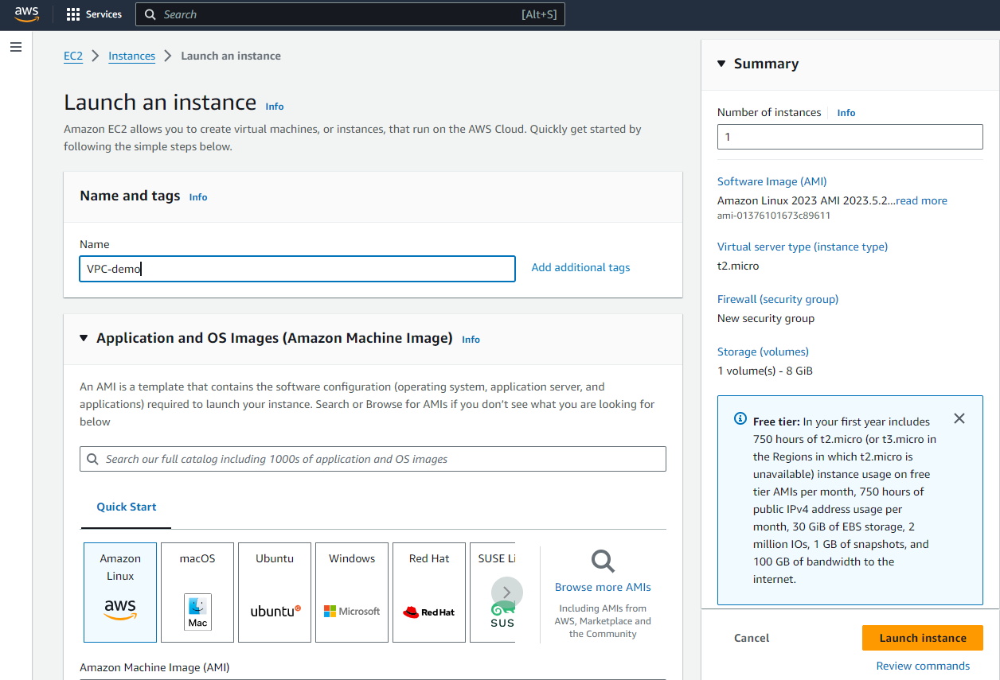 aws
Services
Search
[Alt+S]
EC2
Instances
Launch an instance
Launch an instance
Info
Amazon EC2 allows you to create virtual machines, or instances, that run on the AWS Cloud. Quickly get started by
following the simple steps below.
Name and tags
Info
Name
VPC-demo
Add additional tags
Application and OS Images (Amazon Machine Image)
Info
An AMI is a template that contains the software configuration (operating system, application server, and
applications) required to launch your instance. Search or Browse for AMIs if you don't see what you are looking for
below
Search our full catalog including 1000s of application and OS images
Quick Start
Amazon
Linux
aws
macOS
Mac
Ubuntu
ubuntu
Windows
Microsoft
Red Hat
Red Hat
SUSE Li
SUS
Browse more AMIs
Including AMIs from
AWS, Marketplace and
the Community
Amazon Machine Image (AMI)
Summary
Number of instances
Info
1
Software Image (AMI)
Amazon Linux 2023 AMI 2023.5.2...read more
ami-01376101673c89611
Virtual server type (instance type)
t2.micro
Firewall (security group)
New security group
Storage (volumes)
1 volume(s) - 8 GiB
Free tier: In your first year includes
750 hours of t2.micro (or t3.micro in
the Regions in which t2.micro is
unavailable) instance usage on free
tier AMIs per month, 750 hours of
public IPv4 address usage per
month, 30 GiB of EBS storage, 2
million IOs, 1 GB of snapshots, and
100 GB of bandwidth to the
internet.
Cancel
Launch instance
Review commands